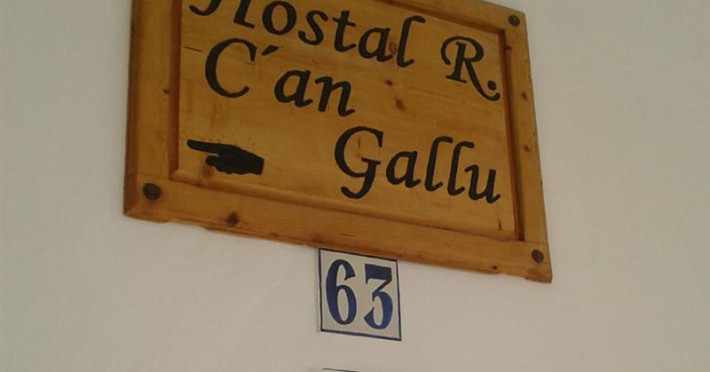 Hostal R.
C´an
Gallu
63